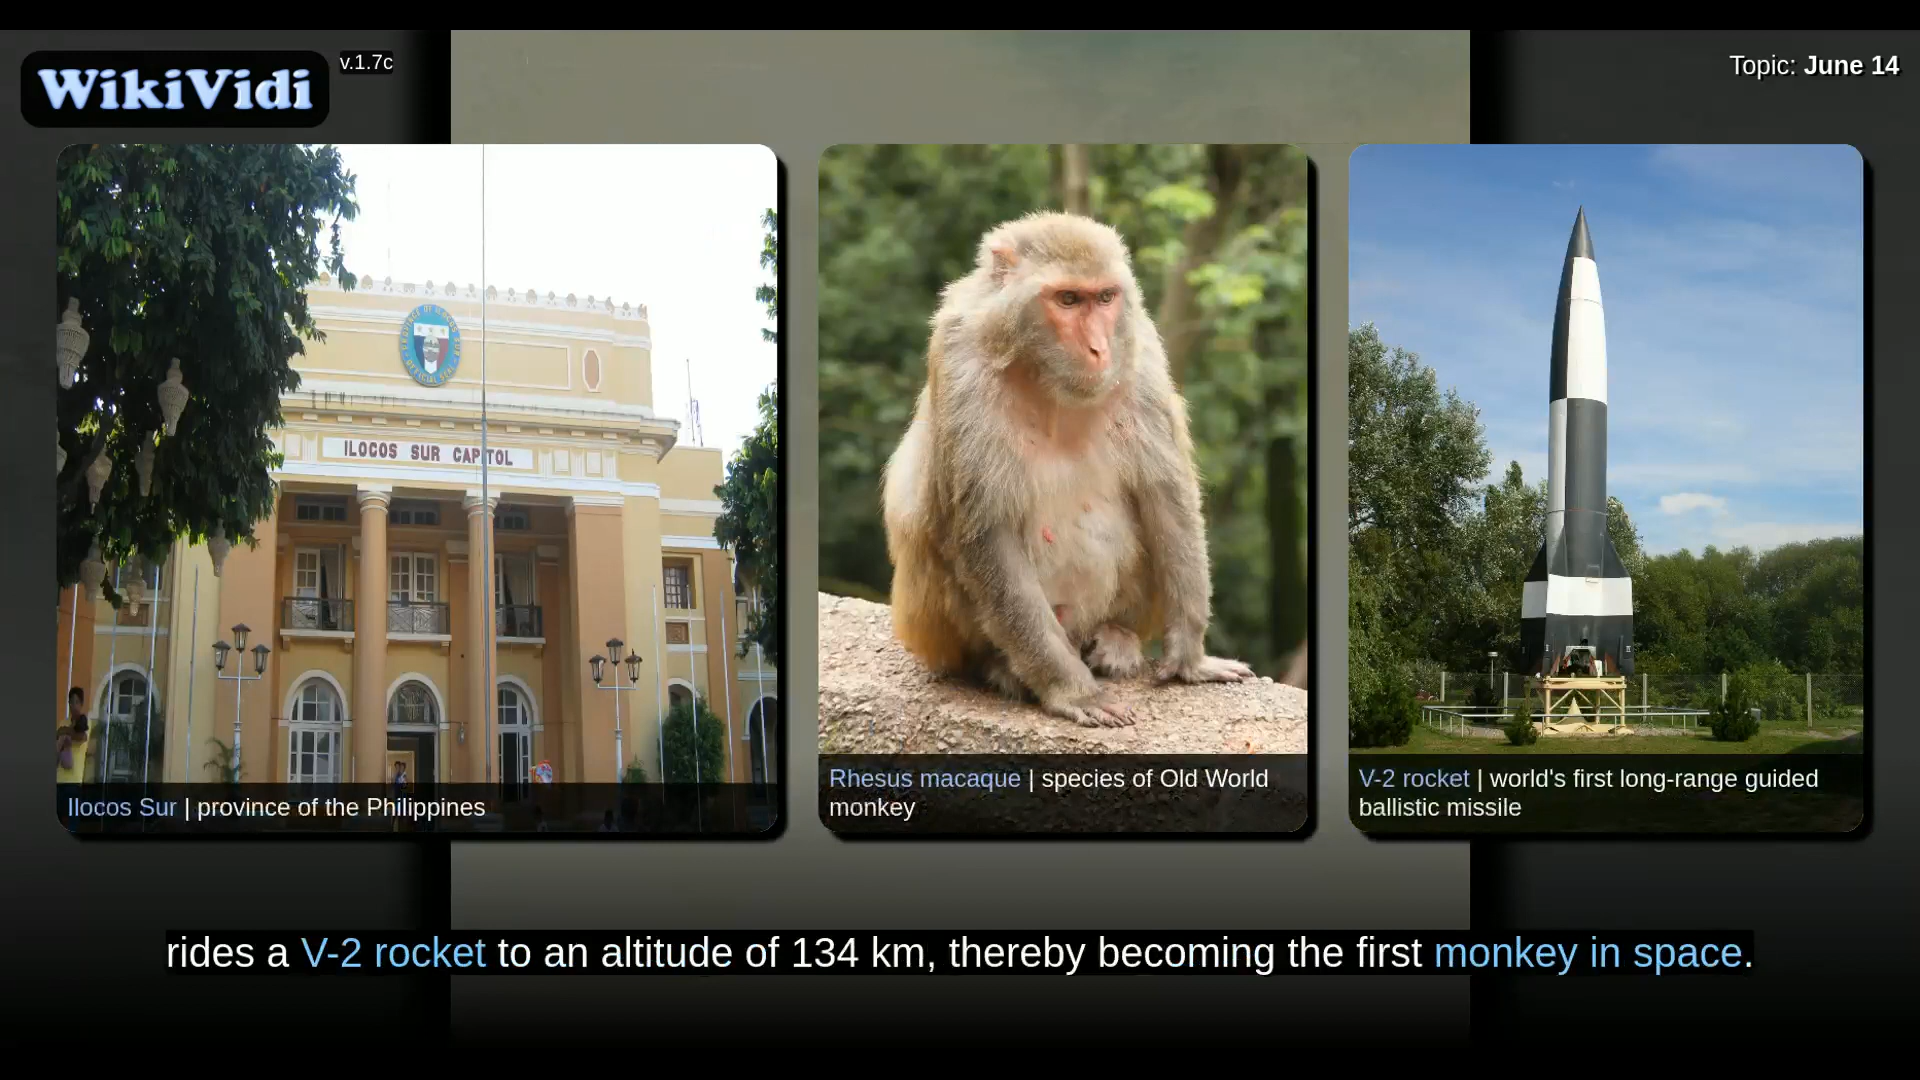 WikiVidi
v.1.7c
Topic: June 14
ILOCOS SUR CAPITOL
Ilocos Sur | province of the Philippines
Rhesus macaque | species of Old World
monkey
V-2 rocket | world's first long-range guided
ballistic missile
rides a V-2 rocket to an altitude of 134 km, thereby becoming the first monkey in space.